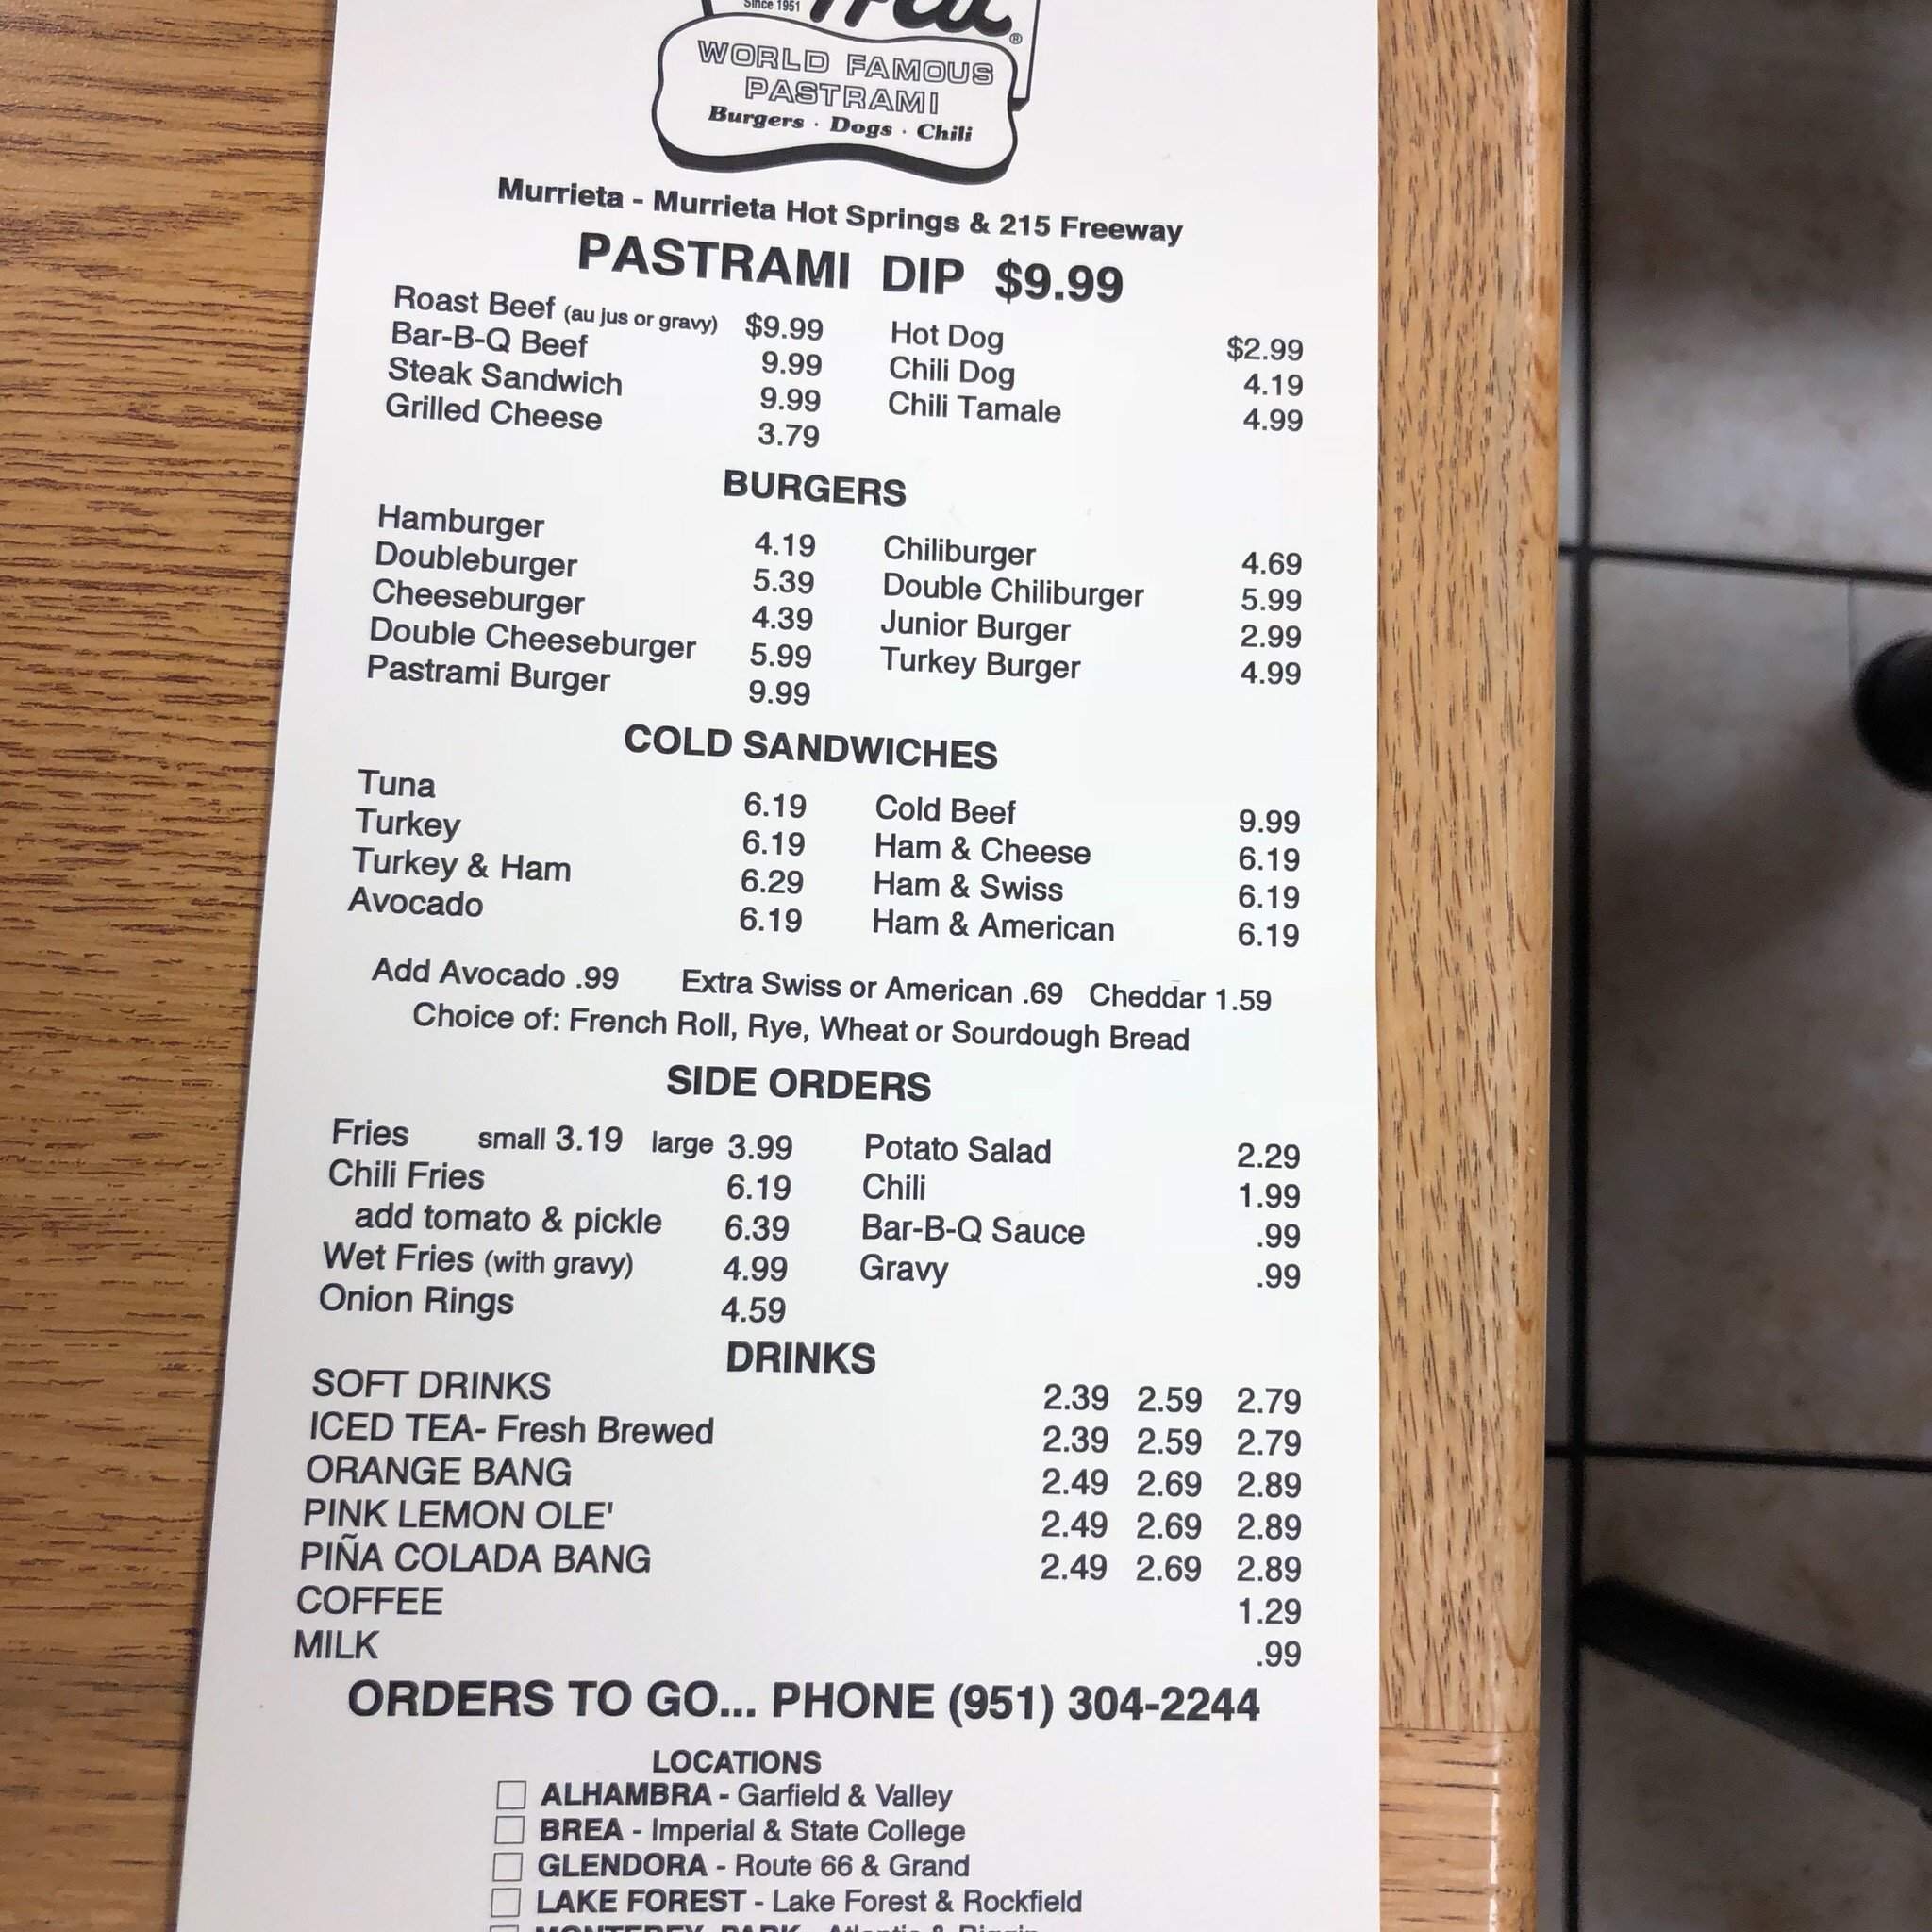 Since 1951
WORLD FAMOUS
PASTRAMI
Burgers · Dogs · Chili
Murrieta - Murrieta Hot Springs & 215 Freeway
PASTRAMI DIP $9.99
Roast Beef (au jus or gravy) $9.99 Hot Dog $2.99
Bar-B-Q Beef 9.99 Chili Dog 4.19
Steak Sandwich 9.99 Chili Tamale 4.99
Grilled Cheese 3.79
BURGERS
Hamburger 4.19 Chiliburger 4.69
Doubleburger 5.39 Double Chiliburger 5.99
Cheeseburger 4.39 Junior Burger 2.99
Double Cheeseburger 5.99 Turkey Burger 4.99
Pastrami Burger 9.99
COLD SANDWICHES
Tuna 6.19 Cold Beef 9.99
Turkey 6.19 Ham & Cheese 6.19
Turkey & Ham 6.29 Ham & Swiss 6.19
Avocado 6.19 Ham & American 6.19
Add Avocado .99 Extra Swiss or American .69 Cheddar 1.59
Choice of: French Roll, Rye, Wheat or Sourdough Bread
SIDE ORDERS
Fries small 3.19 large 3.99 Potato Salad 2.29
Chili Fries 6.19 Chili 1.99
add tomato & pickle 6.39 Bar-B-Q Sauce .99
Wet Fries (with gravy) 4.99 Gravy .99
Onion Rings 4.59
DRINKS
SOFT DRINKS 2.39 2.59 2.79
ICED TEA- Fresh Brewed 2.39 2.59 2.79
ORANGE BANG 2.49 2.69 2.89
PINK LEMON OLE' 2.49 2.69 2.89
PIÑA COLADA BANG 2.49 2.69 2.89
COFFEE 1.29
MILK .99
ORDERS TO GO... PHONE (951) 304-2244
LOCATIONS
ALHAMBRA - Garfield & Valley
BREA - Imperial & State College
GLENDORA - Route 66 & Grand
LAKE FOREST - Lake Forest & Rockfield